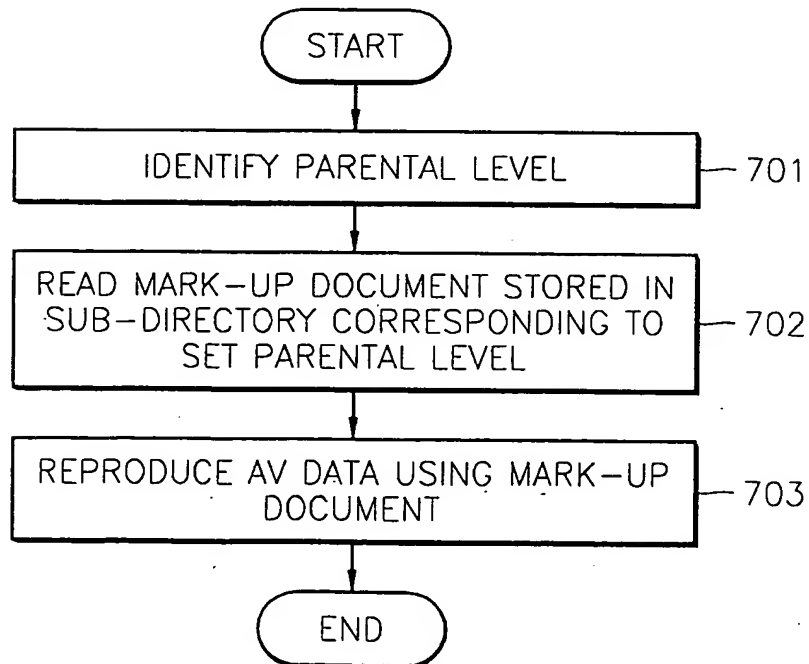 START
IDENTIFY PARENTAL LEVEL
701
READ MARK-UP DOCUMENT STORED IN
SUB-DIRECTORY CORRESPONDING TO
SET PARENTAL LEVEL
702
REPRODUCE AV DATA USING MARK-UP
DOCUMENT
703
END